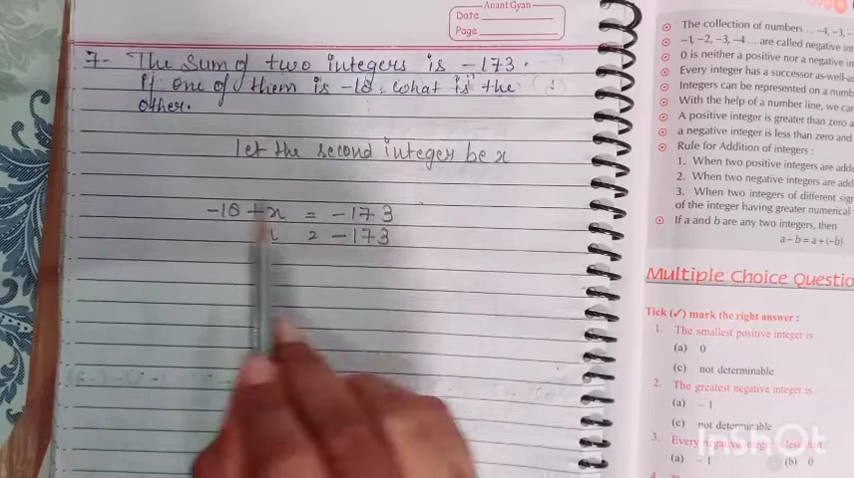 Anant Gyan
Date
Page
7- The sum of two integers is -173.
If one of them is -18, what is the
other.
let the second integer be x
-18 + x = -173
x = -173
The collection of numbers ... -4, -3, -
-1, -2, -3, -4 ... are called negative int
0 is neither a positive nor a negative in
Every integer has a successor as well-as
Integers can be represented on a numb
With the help of a number line, we can
A positive integer is greater than zero a
a negative integer is less than zero and
Rule for Addition of integers :
1. When two positive integers are adde
2. When two negative integers are add
3. When two integers of different sign
of the integer having greater numerical
If a and b are any two integers, then
a – b = a + (–b)
Multiple Choice Questio
Tick (✓) mark the right answer :
1. The smallest positive integer is
(a) 0
(c) not determinable
2. The greatest negative integer is
(a) – 1
(c) not determinable
3. Every negative integer is less than
(a) – 1 (b) 0
InShOt